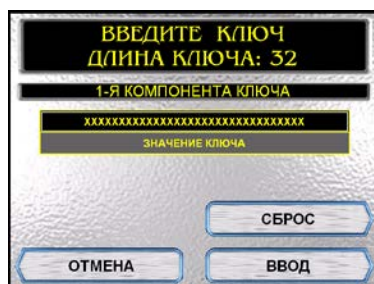 ВВЕДИТЕ КЛЮЧ
ДЛИНА КЛЮЧА: 32
1-Я КОМПОНЕНТА КЛЮЧА
XXXXXXXXXXXXXXXXXXXXXXXXXXXXXXXX
ЗНАЧЕНИЕ КЛЮЧА
СБРОС
ОТМЕНА
ВВОД